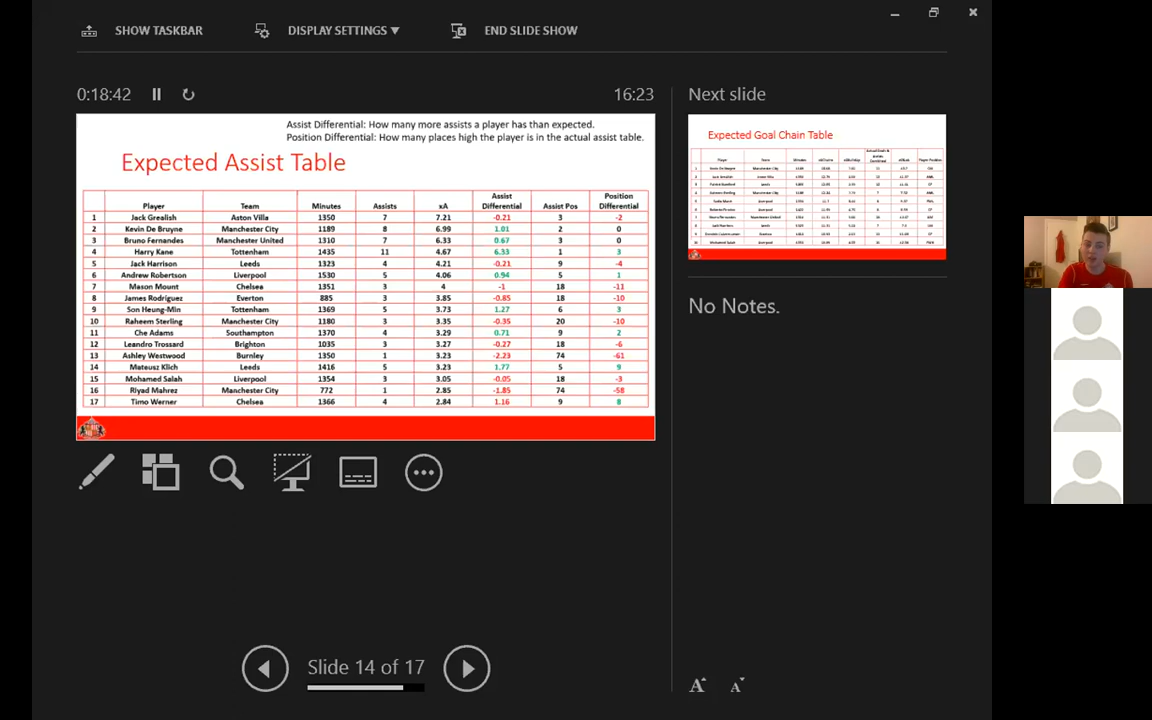 SHOW TASKBAR DISPLAY SETTINGS END SLIDE SHOW
0:18:42 16:23 Next slide
Assist Differential: How many more assists a player has than expected.
Position Differential: How many places high the player is in the actual assist table.
Expected Assist Table
Player Team Minutes Assists xA Assist Differential Assist Pos Position Differential
1 Jack Grealish Aston Villa 1350 7 7.21 -0.21 3 -2
2 Kevin De Bruyne Manchester City 1189 8 6.99 1.01 2 0
3 Bruno Fernandes Manchester United 1310 7 6.33 0.67 3 0
4 Harry Kane Tottenham 1435 11 4.67 6.33 1 3
5 Jack Harrison Leeds 1323 4 4.21 -0.21 9 -4
6 Andrew Robertson Liverpool 1530 5 4.06 0.94 5 1
7 Mason Mount Chelsea 1351 3 4 -1 18 -11
8 James Rodríguez Everton 885 3 3.85 -0.85 18 -10
9 Son Heung-Min Tottenham 1369 5 3.73 1.27 6 3
10 Raheem Sterling Manchester City 1180 3 3.35 -0.35 20 -10
11 Che Adams Southampton 1370 4 3.29 0.71 9 2
12 Leandro Trossard Brighton 1035 3 3.27 -0.27 18 -6
13 Ashley Westwood Burnley 1350 1 3.23 -2.23 74 -61
14 Mateusz Klich Leeds 1416 5 3.23 1.77 5 9
15 Mohamed Salah Liverpool 1354 3 3.05 -0.05 18 -3
16 Riyad Mahrez Manchester City 772 1 2.85 -1.85 74 -58
17 Timo Werner Chelsea 1366 4 2.84 1.16 9 8
Expected Goal Chain Table
No Notes.
Slide 14 of 17
A A